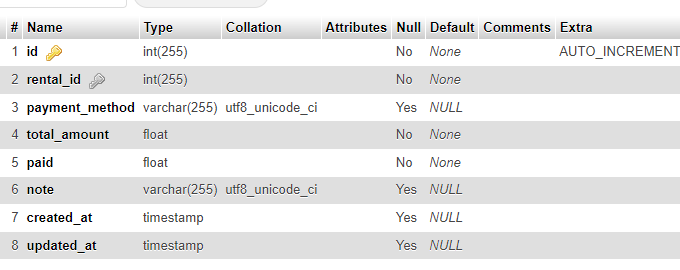 # Name Type Collation Attributes Null Default Comments Extra
1 id int(255) No None AUTO_INCREMENT
2 rental_id int(255) No None
3 payment_method varchar(255) utf8_unicode_ci Yes NULL
4 total_amount float No None
5 paid float No None
6 note varchar(255) utf8_unicode_ci Yes NULL
7 created_at timestamp Yes NULL
8 updated_at timestamp Yes NULL